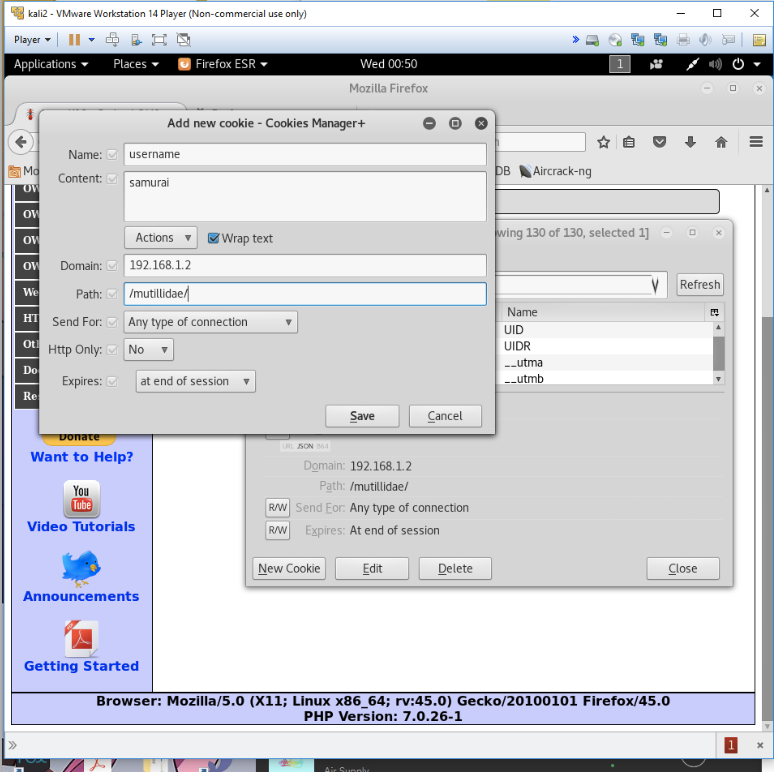 kali2 - VMware Workstation 14 Player (Non-commercial use only)
Player
Applications Places Firefox ESR Wed 00:50 1
Mozilla Firefox
Add new cookie - Cookies Manager+
Name: username
Content: samurai
Actions Wrap text
Domain: 192.168.1.2
Path: /mutillidae/
Send For: Any type of connection
Http Only: No
Expires: at end of session
Save Cancel
Mo
DB Aircrack-ng
OW
OW
OW
OW
We
HT
Oth
Do
Re
wing 130 of 130, selected 1]
Refresh
Name
UID
UIDR
__utma
__utmb
URL JSON B64
Domain: 192.168.1.2
Path: /mutillidae/
R/W Send For: Any type of connection
R/W Expires: At end of session
New Cookie Edit Delete Close
Donate
Want to Help?
You
Tube
Video Tutorials
Announcements
Getting Started
Browser: Mozilla/5.0 (X11; Linux x86_64; rv:45.0) Gecko/20100101 Firefox/45.0
PHP Version: 7.0.26-1
1
Air Supply